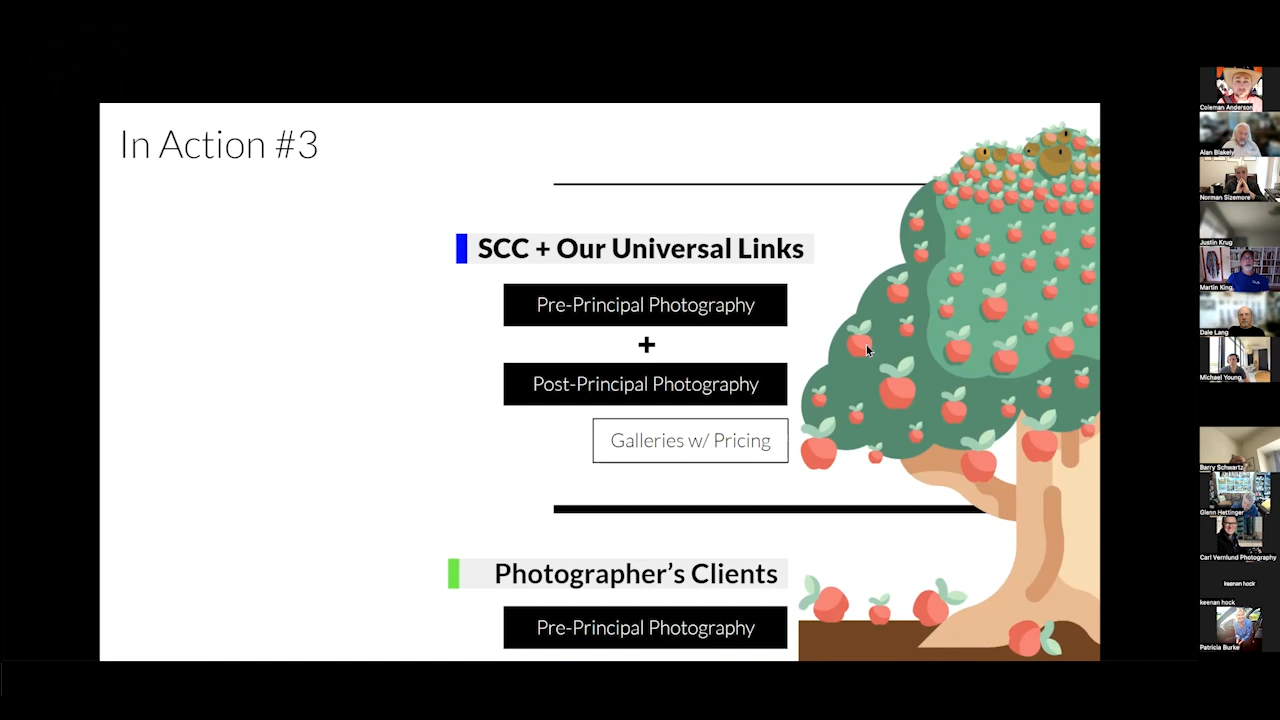 In Action #3
SCC + Our Universal Links
Pre-Principal Photography
+
Post-Principal Photography
Galleries w/ Pricing
Photographer's Clients
Pre-Principal Photography
Coleman Anderson
Alan Blakely
Norman Sizemore
Justin Krug
Martin King
Dale Lang
Michael Young
Barry Schwartz
Glenn Hettinger
Carl Vernlund Photography
keenan hock
keenan hock
Patricia Burke